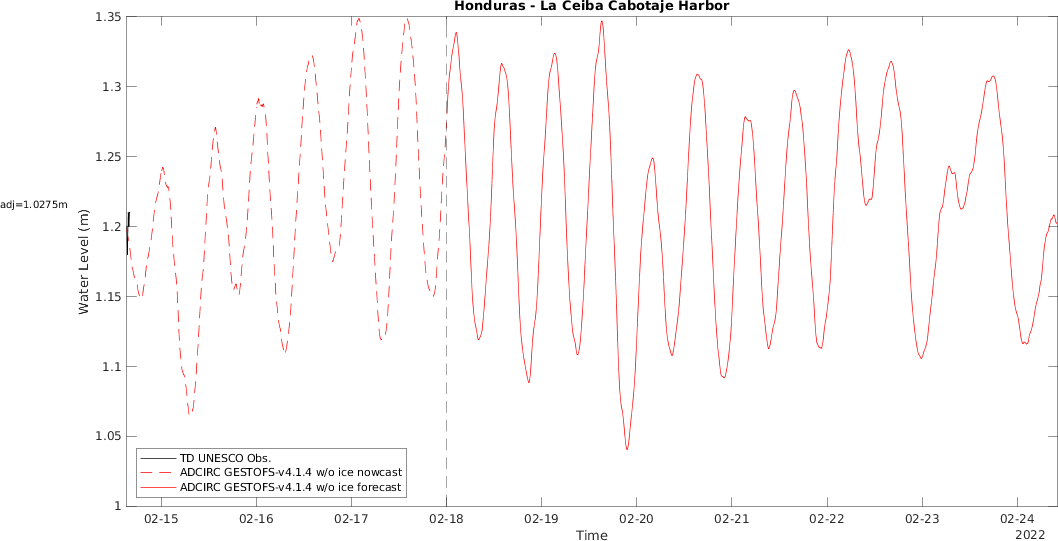 Honduras - La Ceiba Cabotaje Harbor
1.35
1.3
1.25
1.2
1.15
1.1
1.05
1
adj=1.0275m
Water Level (m)
TD UNESCO Obs.
ADCIRC GESTOFS-v4.1.4 w/o ice nowcast
ADCIRC GESTOFS-v4.1.4 w/o ice forecast
02-15 02-16 02-17 02-18 02-19 02-20 02-21 02-22 02-23 02-24
Time
2022